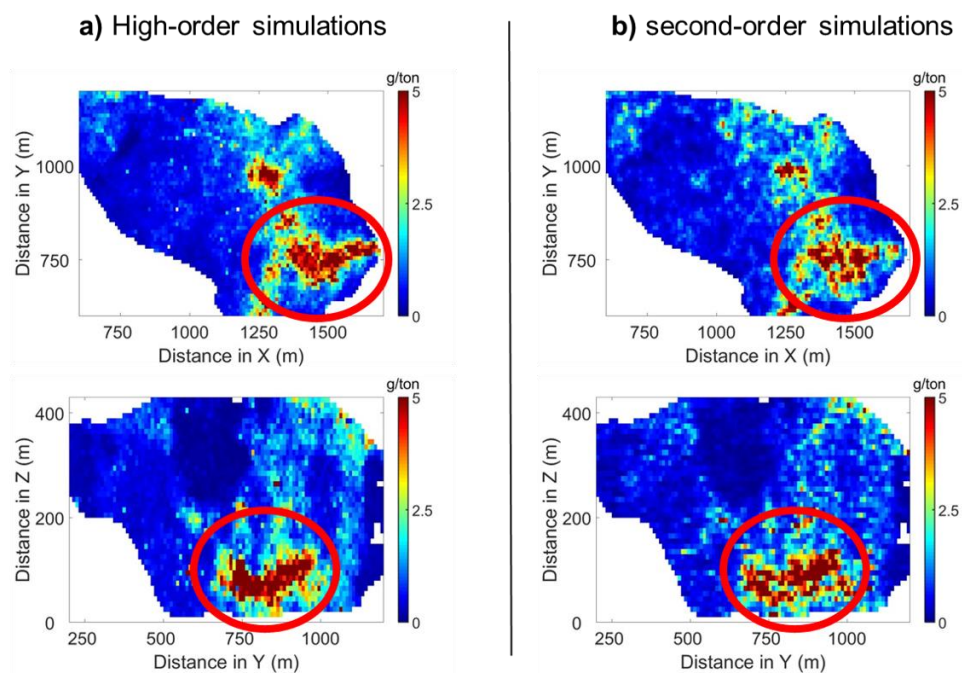 a) High-order simulations
b) second-order simulations
g/ton
5
1000
2.5
750
0
750
1000
1250
1500
Distance in X (m)
Distance in Y (m)
g/ton
5
1000
2.5
750
0
750
1000
1250
1500
Distance in X (m)
Distance in Y (m)
g/ton
400
5
200
2.5
0
0
250
500
750
1000
Distance in Y (m)
Distance in Z (m)
g/ton
400
5
200
2.5
0
0
250
500
750
1000
Distance in Y (m)
Distance in Z (m)